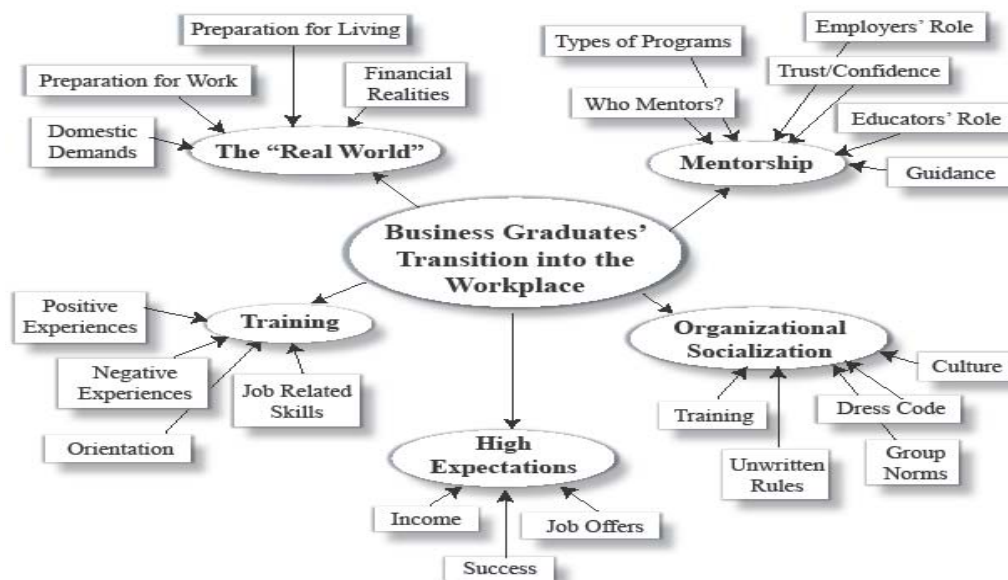 Preparation for Living
Preparation for Work
Financial
Realities
Domestic
Demands
The “Real World”
Types of Programs
Employers’ Role
Trust/Confidence
Who Mentors?
Educators’ Role
Mentorship
Guidance
Business Graduates’
Transition into the
Workplace
Positive
Experiences
Training
Negative
Experiences
Job Related
Skills
Orientation
Organizational
Socialization
Culture
Training
Dress Code
Unwritten
Rules
Group
Norms
High
Expectations
Income
Job Offers
Success